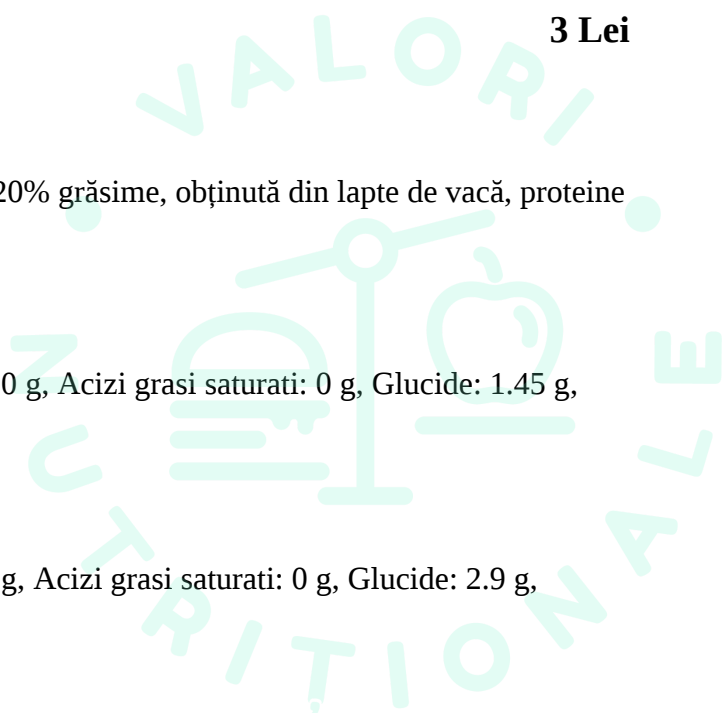 3 Lei
20% grăsime, obținută din lapte de vacă, proteine
0 g, Acizi grasi saturati: 0 g, Glucide: 1.45 g,
g, Acizi grasi saturati: 0 g, Glucide: 2.9 g,
VALORI
NUTRIȚIONALE